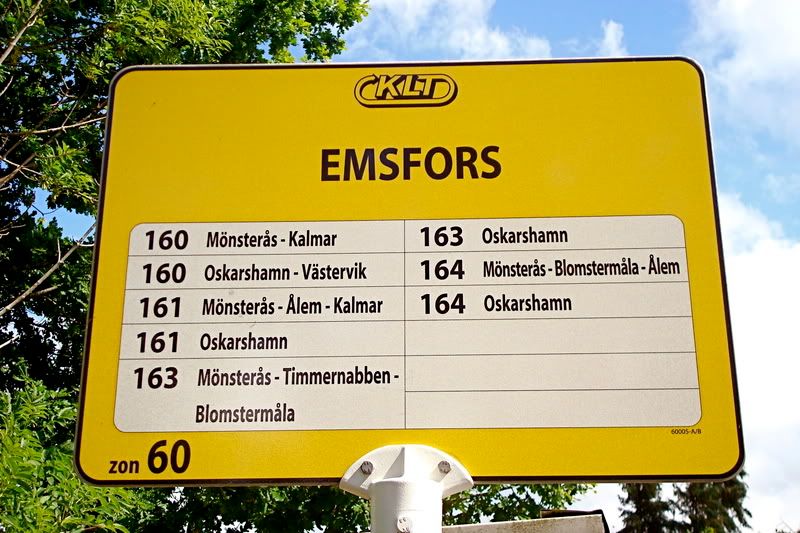 KLT
EMSFORS
160 Mönsterås - Kalmar
160 Oskarshamn - Västervik
161 Mönsterås - Ålem - Kalmar
161 Oskarshamn
163 Mönsterås - Timmernabben -
Blomstermåla
163 Oskarshamn
164 Mönsterås - Blomstermåla - Ålem
164 Oskarshamn
60005-A/B
zon 60